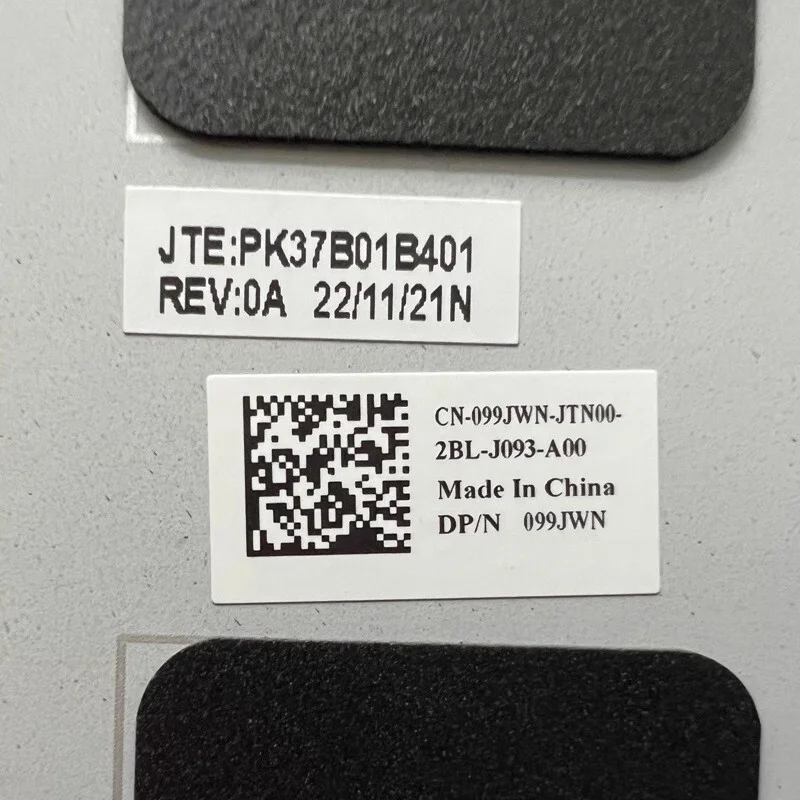 JTE:PK37B01B401
REV:0A 22/11/21N
CN-099JWN-JTN00-
2BL-J093-A00
Made In China
DP/N 099JWN